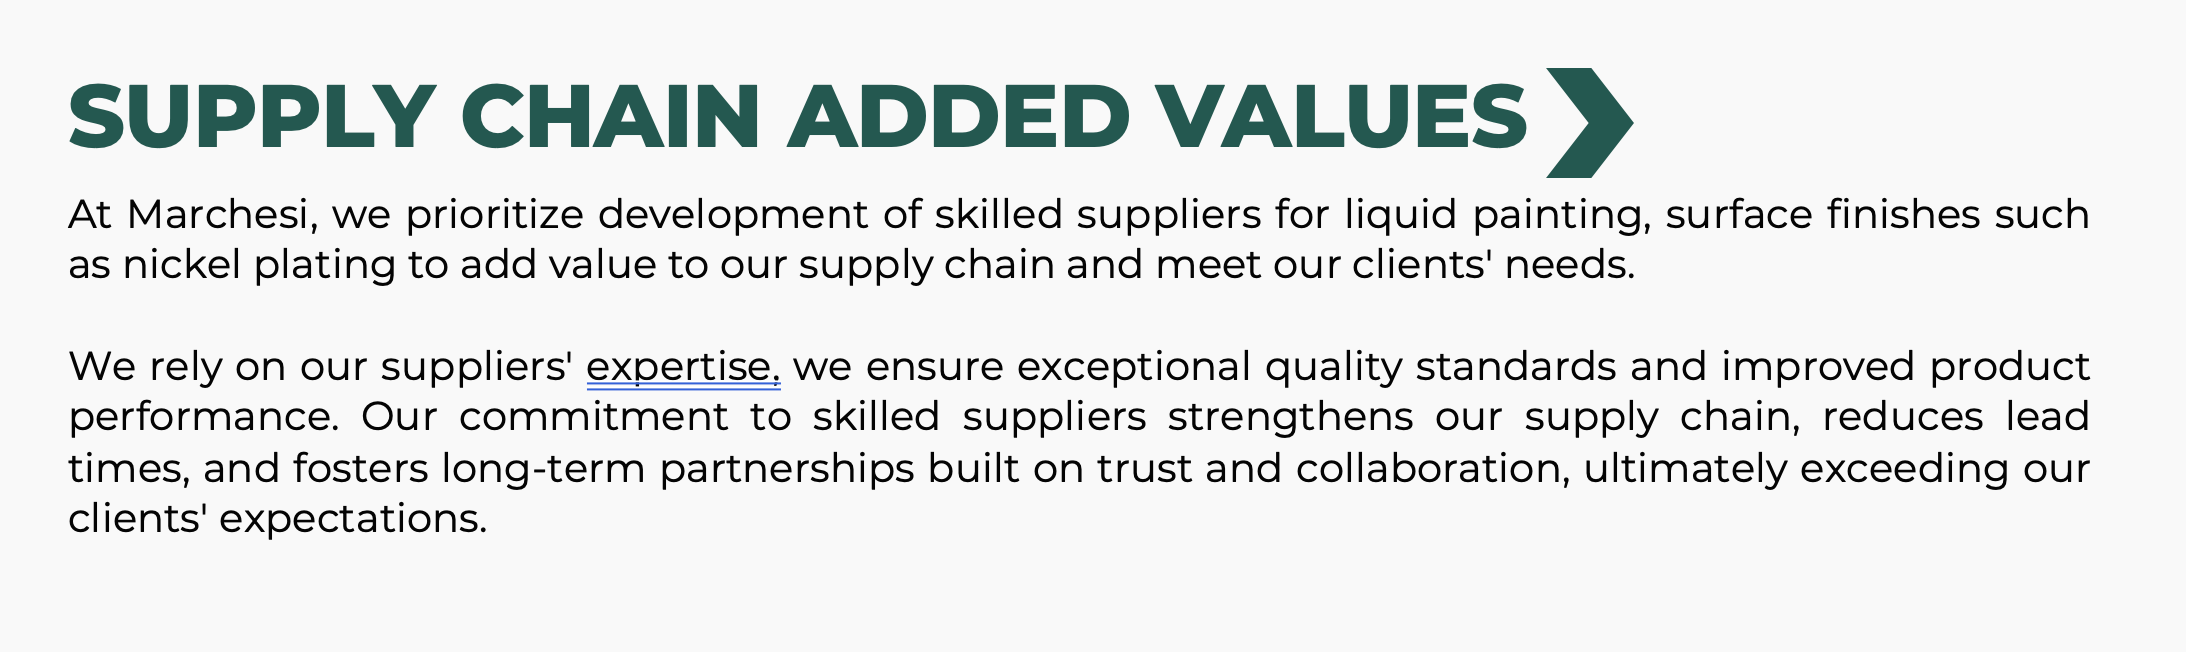 SUPPLY CHAIN ADDED VALUES
At Marchesi, we prioritize development of skilled suppliers for liquid painting, surface finishes such
as nickel plating to add value to our supply chain and meet our clients' needs.
We rely on our suppliers' expertise, we ensure exceptional quality standards and improved product
performance. Our commitment to skilled suppliers strengthens our supply chain, reduces lead
times, and fosters long-term partnerships built on trust and collaboration, ultimately exceeding our
clients' expectations.